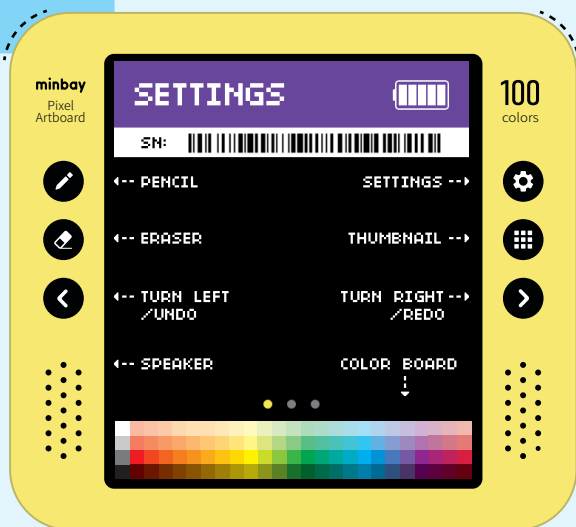 minbay
Pixel
Artboard
100
colors
SETTINGS
SN:
<-- PENCIL
SETTINGS -->
<-- ERASER
THUMBNAIL -->
<-- TURN LEFT
/UNDO
TURN RIGHT-->
/REDO
<-- SPEAKER
COLOR BOARD